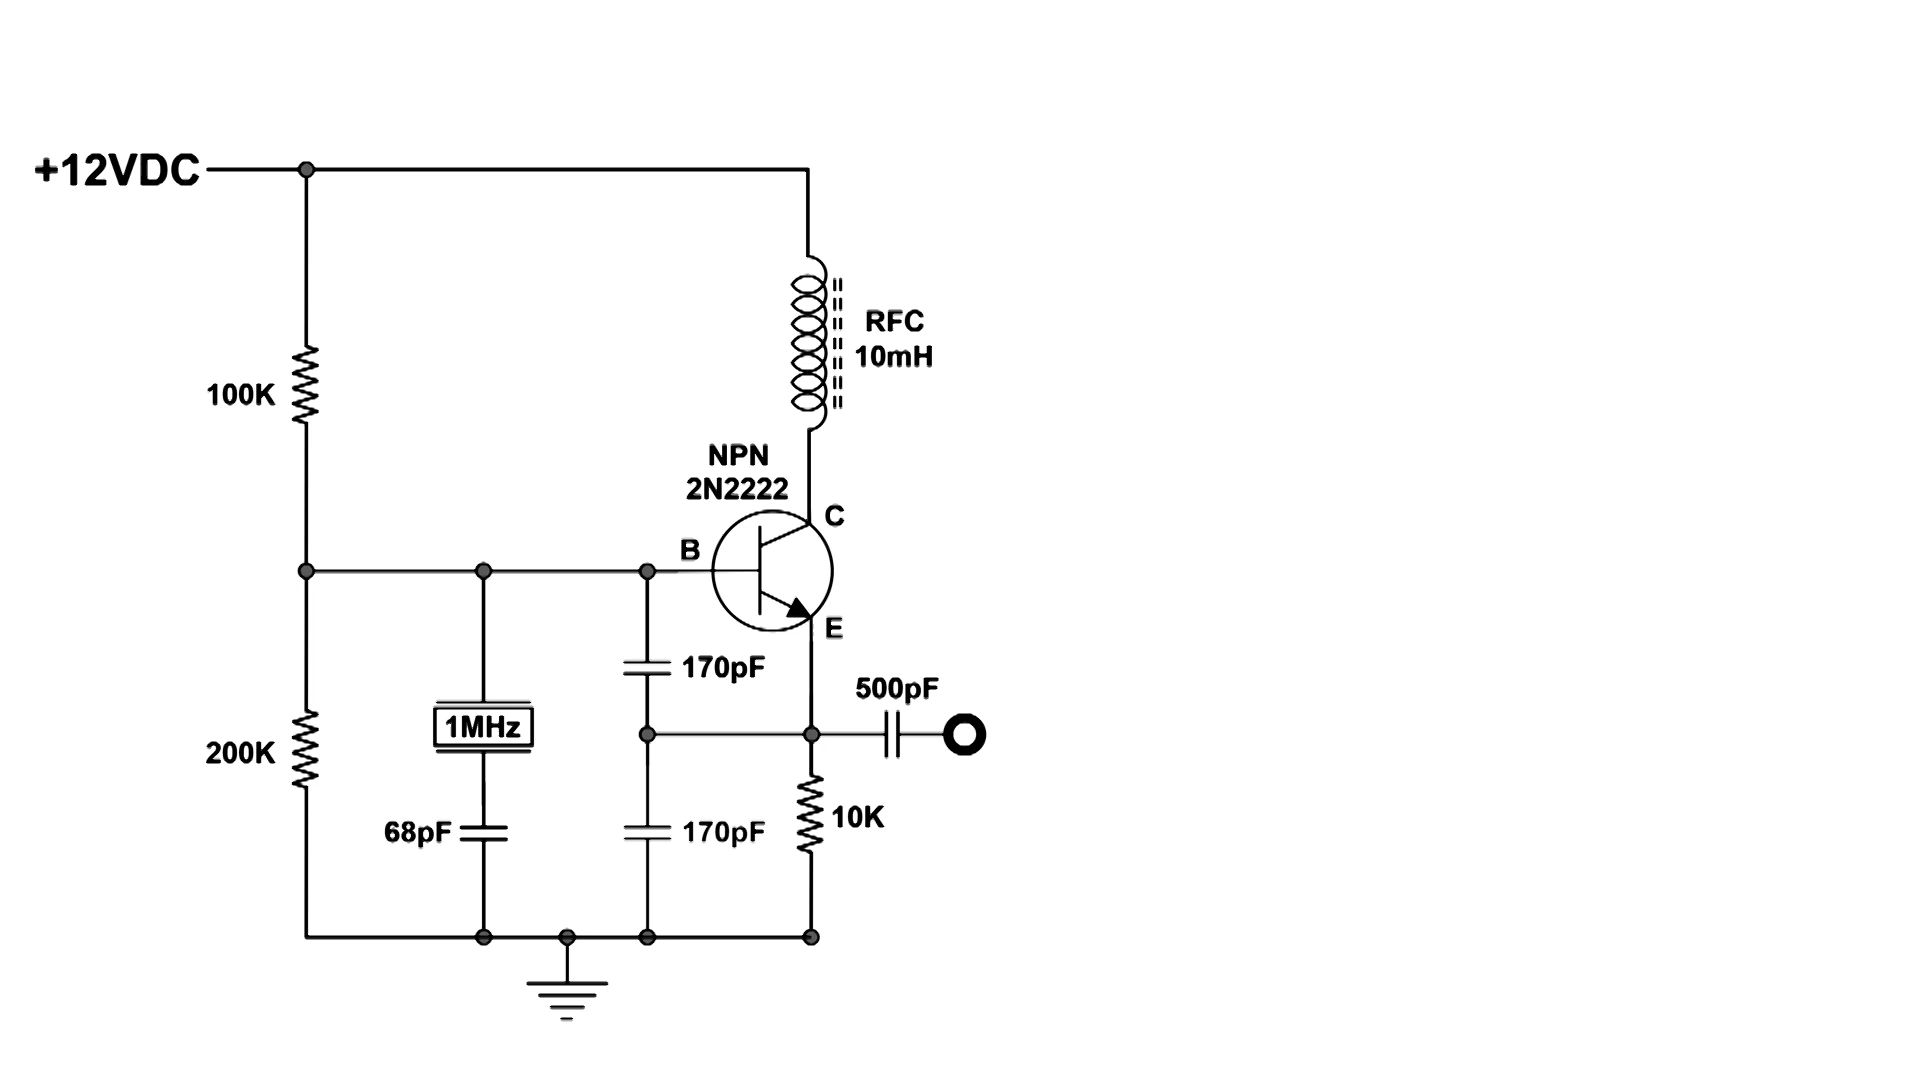 +12VDC
RFC
10mH
100K
NPN
2N2222
C
B
E
170pF
500pF
1MHz
200K
68pF
170pF
10K